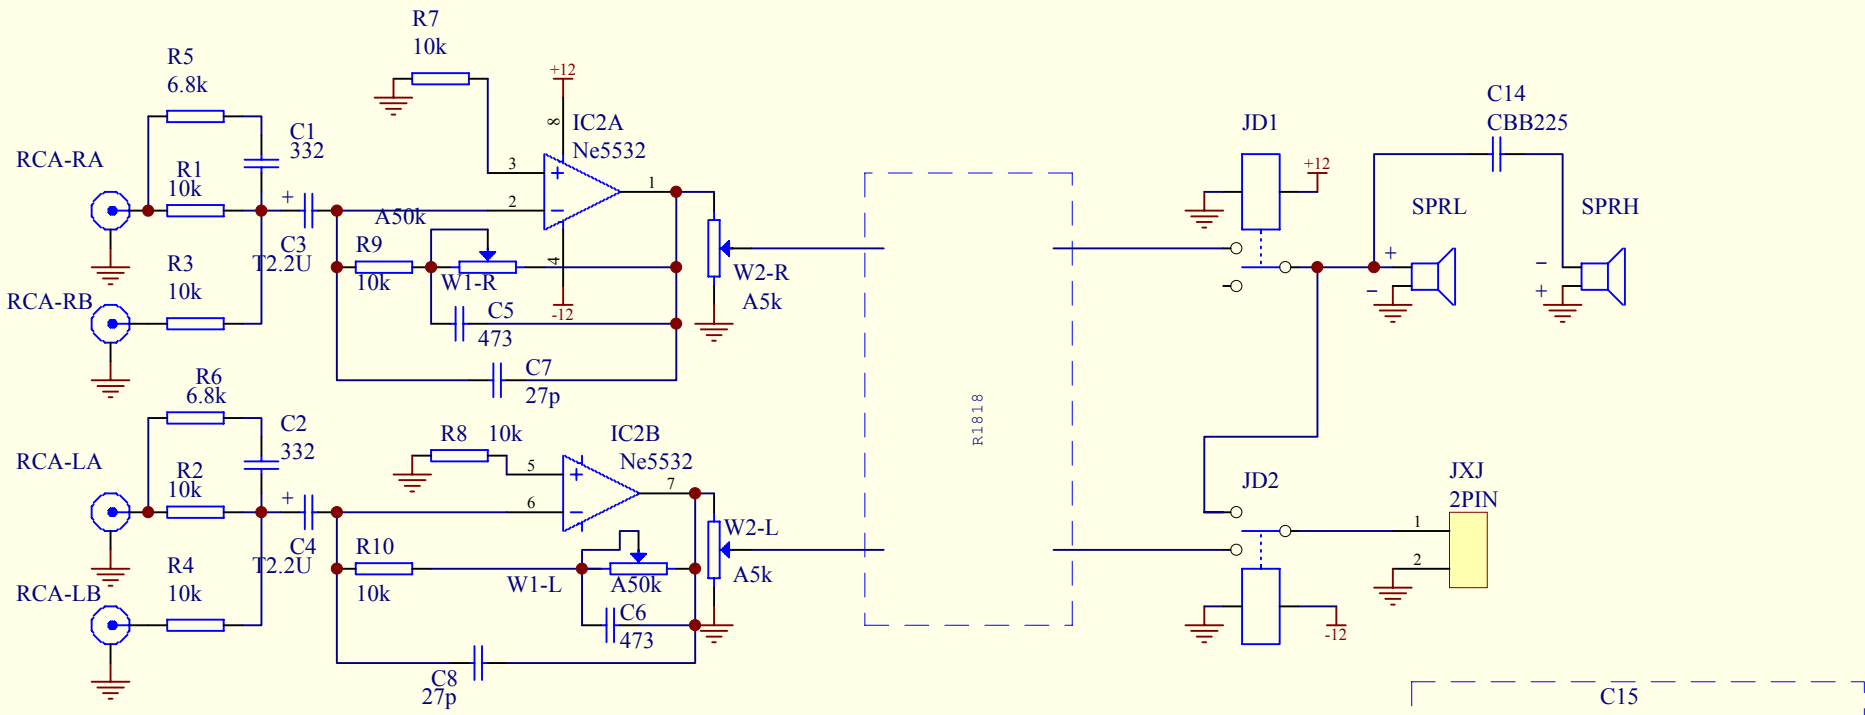 R7
10k
R5
6.8k
+12
C14
CBB225
IC2A
Ne5532
8
JD1
C1
332
RCA-RA
R1
10k
3
+
1
+12
2
−
+
A50k
SPRL
SPRH
C3
T2.2U
R9
10k
W1-R
4
-12
W2-R
A5k
+
−
−
+
R3
10k
RCA-RB
C5
473
C7
27p
R6
6.8k
R1818
C2
332
R8
10k
IC2B
Ne5532
RCA-LA
R2
10k
5
+
7
6
−
+
JD2
JXJ
2PIN
1
2
C4
T2.2U
R10
10k
W2-L
A5k
W1-L
A50k
R4
10k
RCA-LB
C6
473
-12
C8
27p
C15